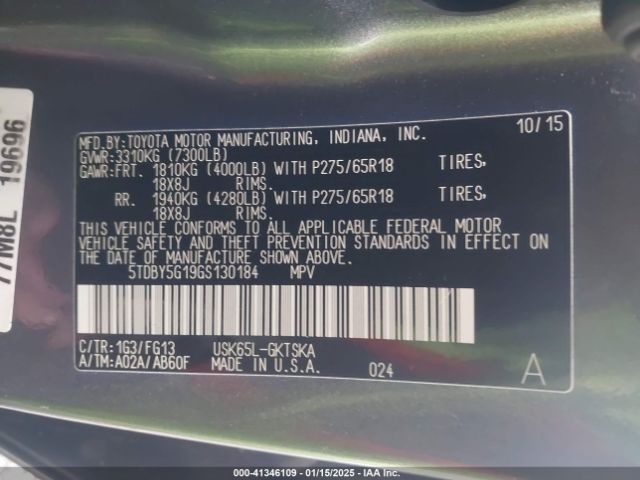 77M8L 19696
MFD.BY:TOYOTA MOTOR MANUFACTURING, INDIANA, INC. 10/15
GVWR:3310KG (7300LB)
GAWR:FRT. 1810KG (4000LB) WITH P275/65R18 TIRES,
18X8J RIMS.
RR. 1940KG (4280LB) WITH P275/65R18 TIRES,
18X8J RIMS.
THIS VEHICLE CONFORMS TO ALL APPLICABLE FEDERAL MOTOR
VEHICLE SAFETY AND THEFT PREVENTION STANDARDS IN EFFECT ON
THE DATE OF MANUFACTURE SHOWN ABOVE.
5TDBY5G19GS130184 MPV
C/TR:1G3/FG13 USK65L-GKTSKA
A/TM:A02A/AB60F MADE IN U.S.A. 024 A
000-41346109 - 01/15/2025 - IAA Inc.